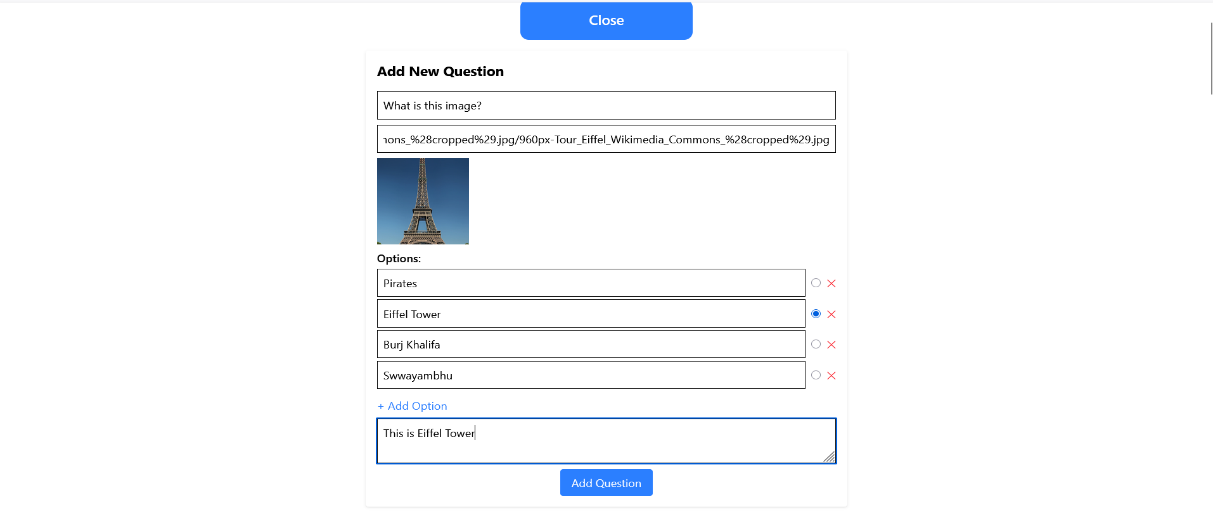 Close
Add New Question
What is this image?
nons_%28cropped%29.jpg/960px-Tour_Eiffel_Wikimedia_Commons_%28cropped%29.jpg
Options:
Pirates
Eiffel Tower
Burj Khalifa
Swwayambhu
+ Add Option
This is Eiffel Tower
Add Question